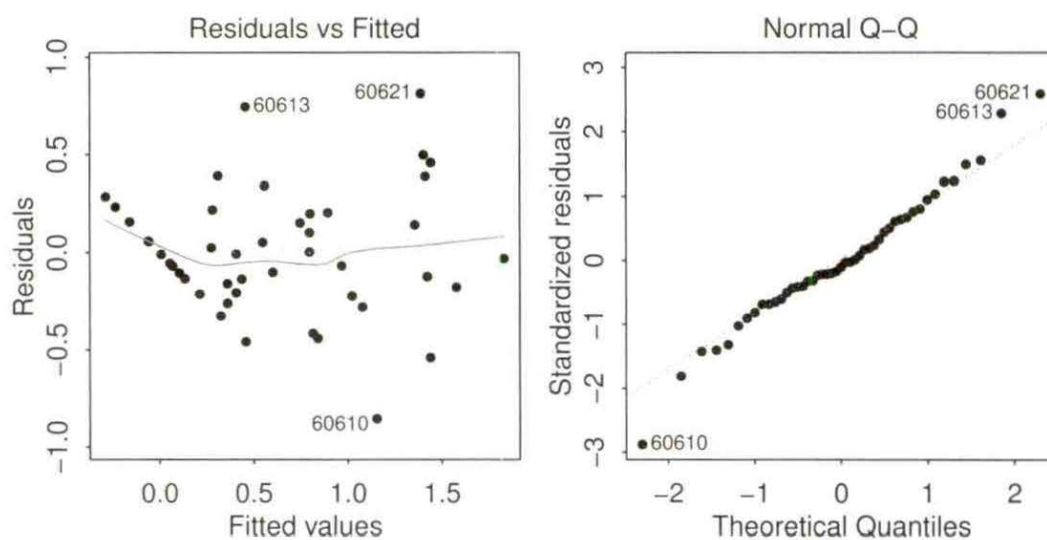 Residuals vs Fitted
1.0
0.5
0.0
−0.5
−1.0
Residuals
60613
60621
60610
0.0 0.5 1.0 1.5
Fitted values
Normal Q−Q
3
2
1
0
−1
−2
−3
Standardized residuals
60621
60613
60610
−2 −1 0 1 2
Theoretical Quantiles